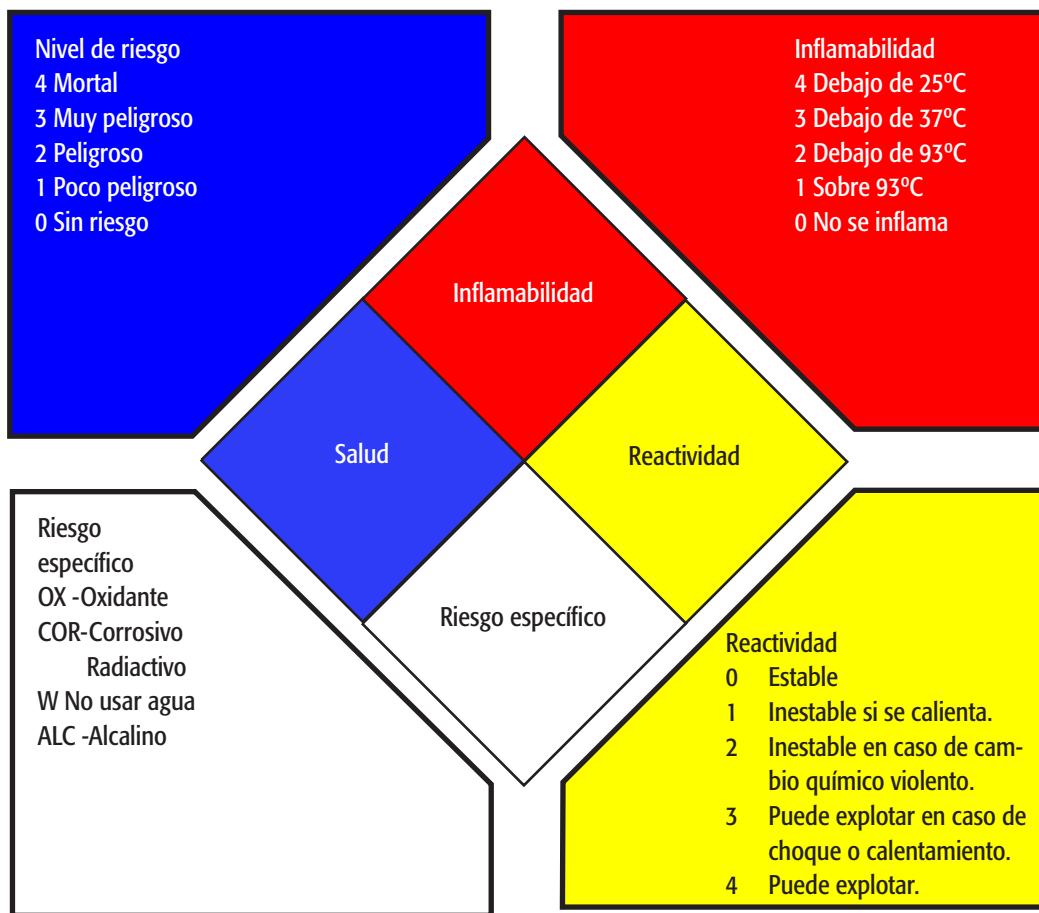 Nivel de riesgo
4 Mortal
3 Muy peligroso
2 Peligroso
1 Poco peligroso
0 Sin riesgo
Inflamabilidad
4 Debajo de 25ºC
3 Debajo de 37ºC
2 Debajo de 93ºC
1 Sobre 93ºC
0 No se inflama
Inflamabilidad
Salud
Reactividad
Riesgo específico
Riesgo
específico
OX -Oxidante
COR-Corrosivo
Radiactivo
W No usar agua
ALC -Alcalino
Reactividad
0 Estable
1 Inestable si se calienta.
2 Inestable en caso de cam-
bio químico violento.
3 Puede explotar en caso de
choque o calentamiento.
4 Puede explotar.